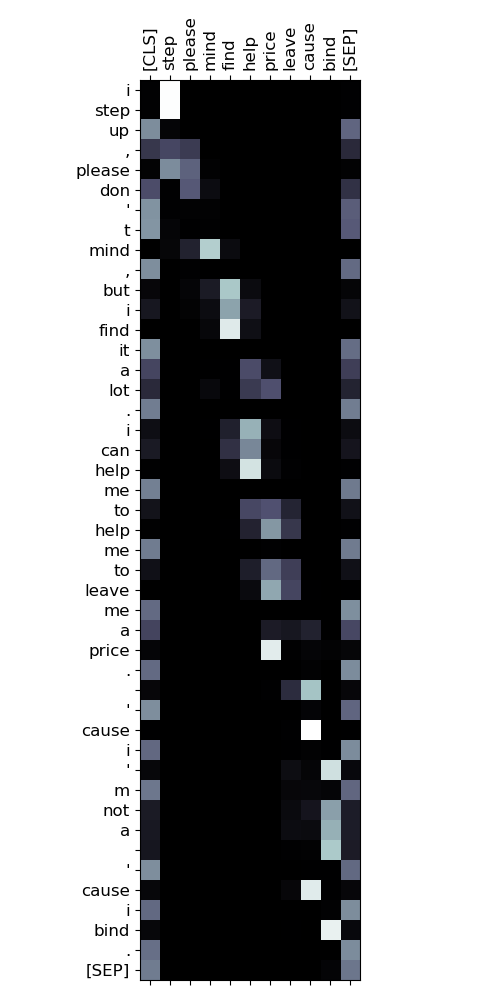 [CLS] step please mind find help price leave cause bind [SEP]
i
step
up
,
please
don
'
t
mind
,
but
i
find
it
a
lot
.
i
can
help
me
to
help
me
to
leave
me
a
price
.
'
cause
i
'
m
not
a
'
cause
i
bind
.
[SEP]